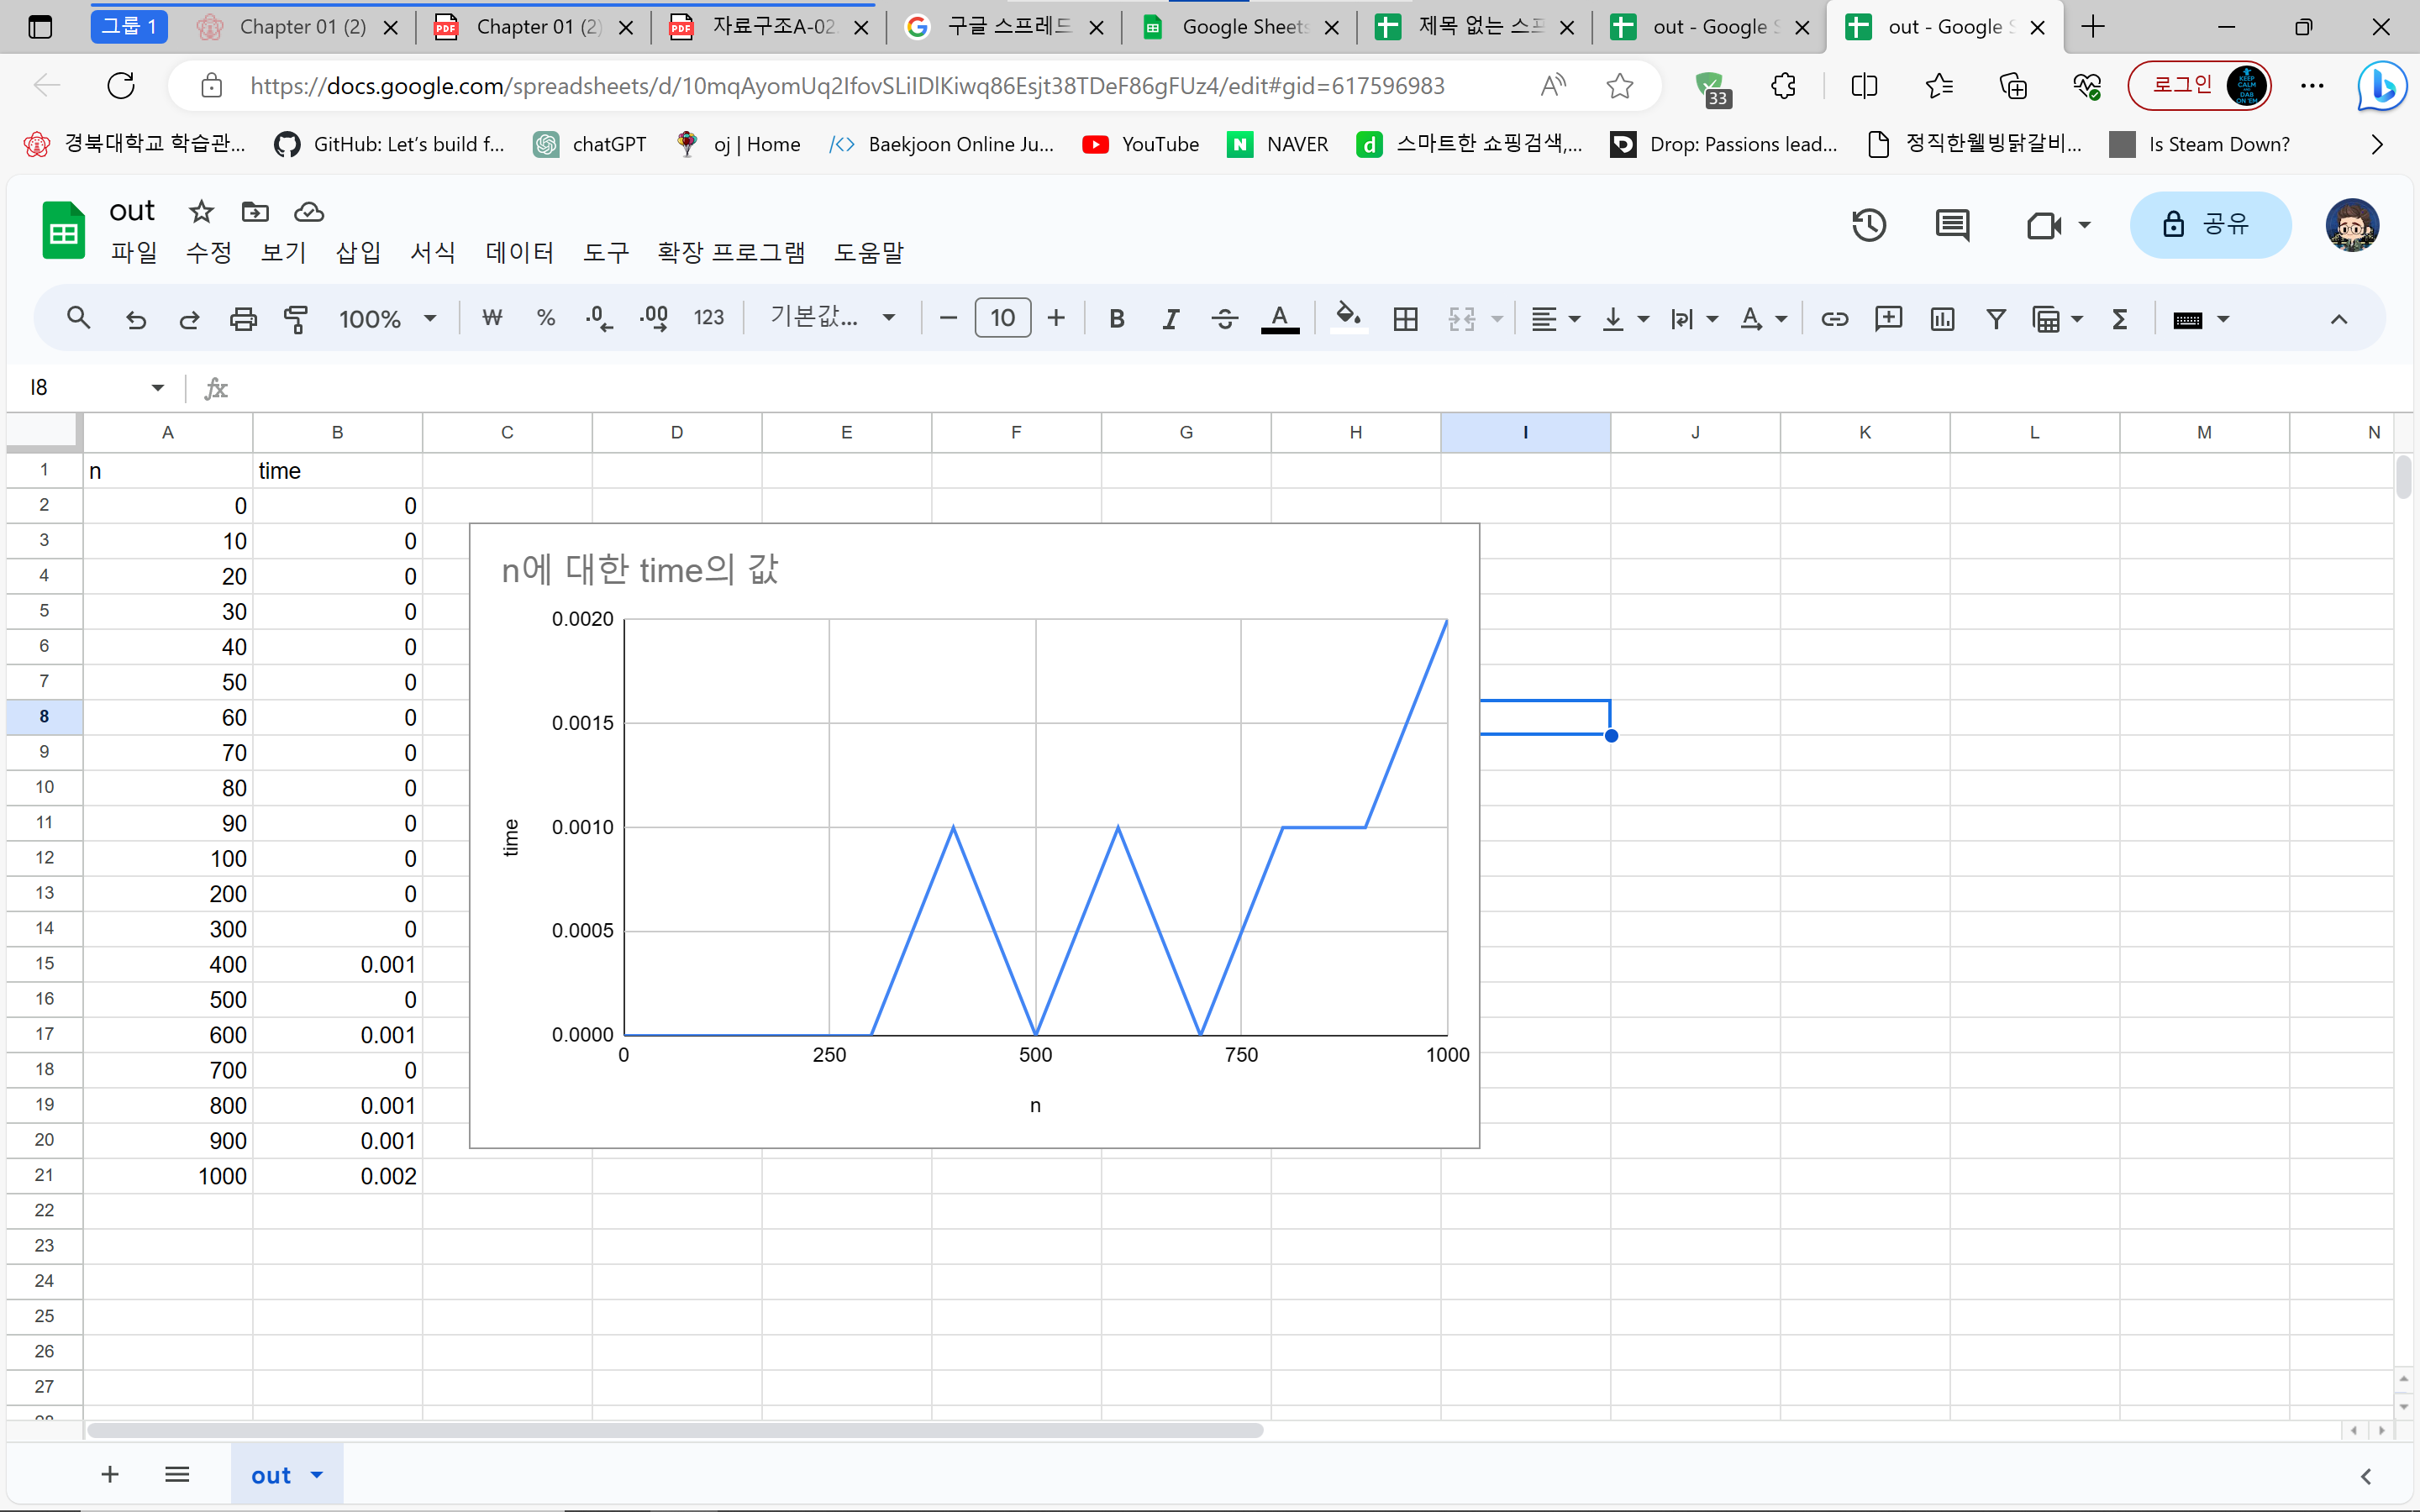 그룹 1
Chapter 01 (2)
Chapter 01 (2)
자료구조A-02
구글 스프레드
Google Sheets
제목 없는 스프
out - Google S
out - Google S
https://docs.google.com/spreadsheets/d/10mqAyomUq2IfovSLiIDlKiwq86Esjt38TDeF86gFUz4/edit#gid=617596983
33
로그인
경북대학교 학습관...
GitHub: Let's build f...
chatGPT
oj | Home
Baekjoon Online Ju...
YouTube
NAVER
스마트한 쇼핑검색,...
Drop: Passions lead...
정직한웰빙닭갈비...
Is Steam Down?
out
파일 수정 보기 삽입 서식 데이터 도구 확장 프로그램 도움말
공유
100% ₩ % .0 .00 123 기본값... 10 B I A
I8
fx
A B C D E F G H I J K L M N
1 n time
2 0 0
3 10 0
4 20 0
5 30 0
6 40 0
7 50 0
8 60 0
9 70 0
10 80 0
11 90 0
12 100 0
13 200 0
14 300 0
15 400 0.001
16 500 0
17 600 0.001
18 700 0
19 800 0.001
20 900 0.001
21 1000 0.002
22
23
24
25
26
27
28
n에 대한 time의 값
0.0020
0.0015
0.0010
0.0005
0.0000
time
0 250 500 750 1000
n
out